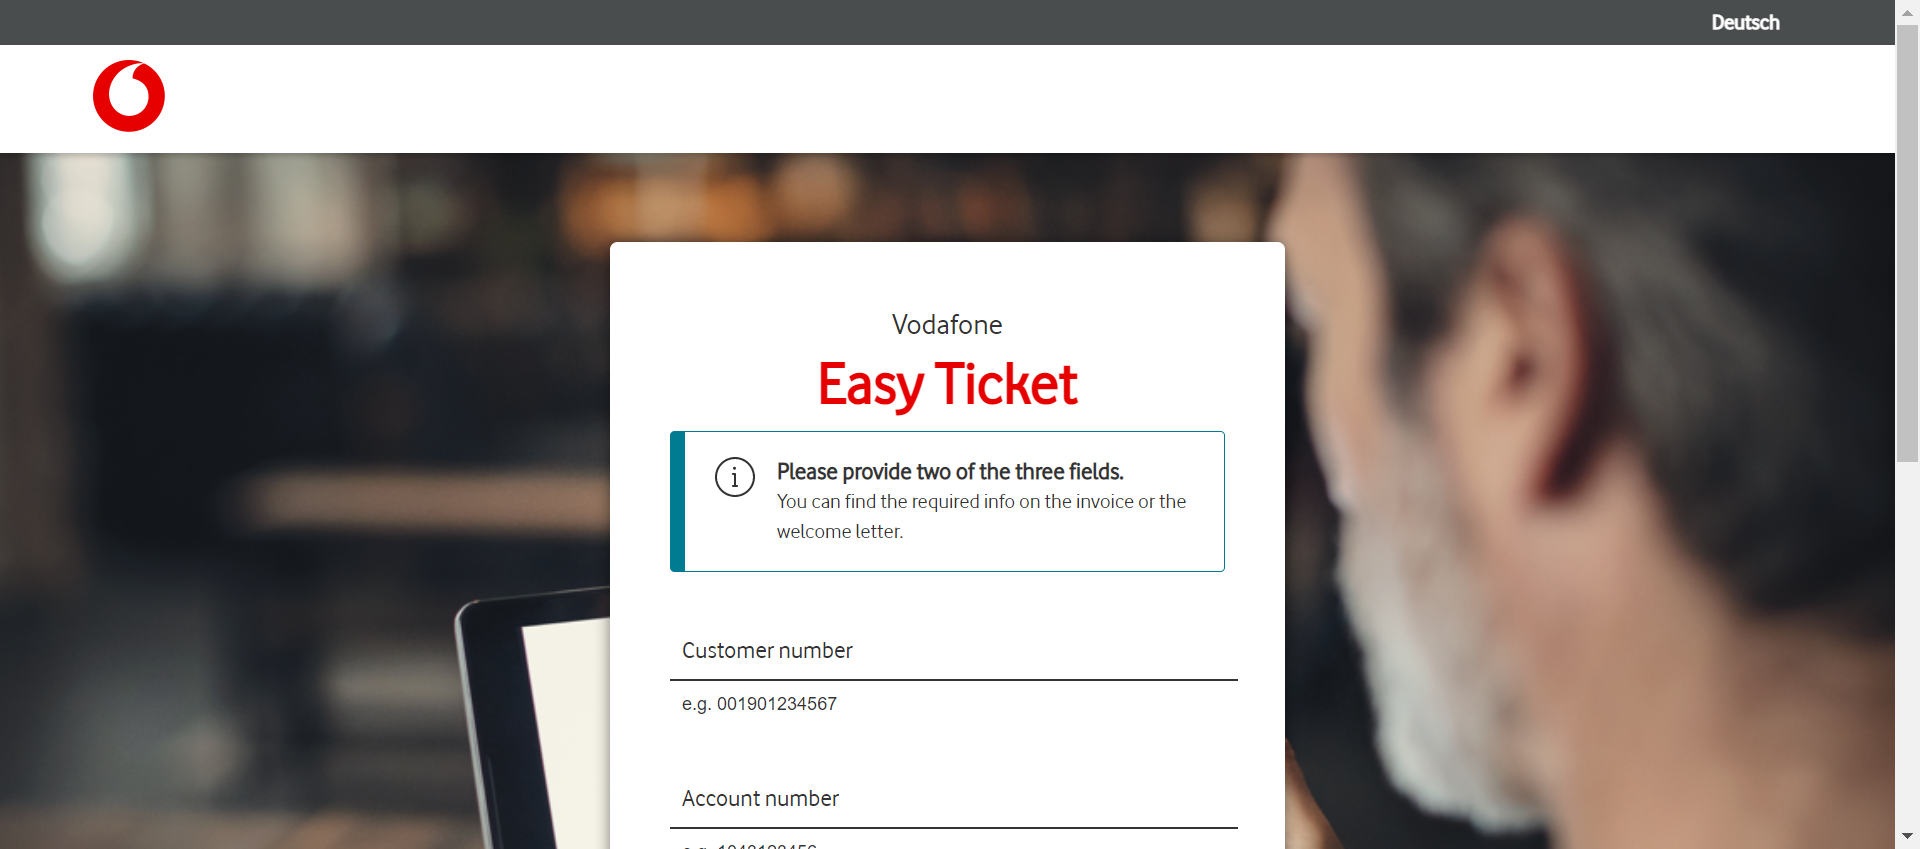 Deutsch
Vodafone
Easy Ticket
Please provide two of the three fields.
You can find the required info on the invoice or the
welcome letter.
Customer number
e.g. 001901234567
Account number